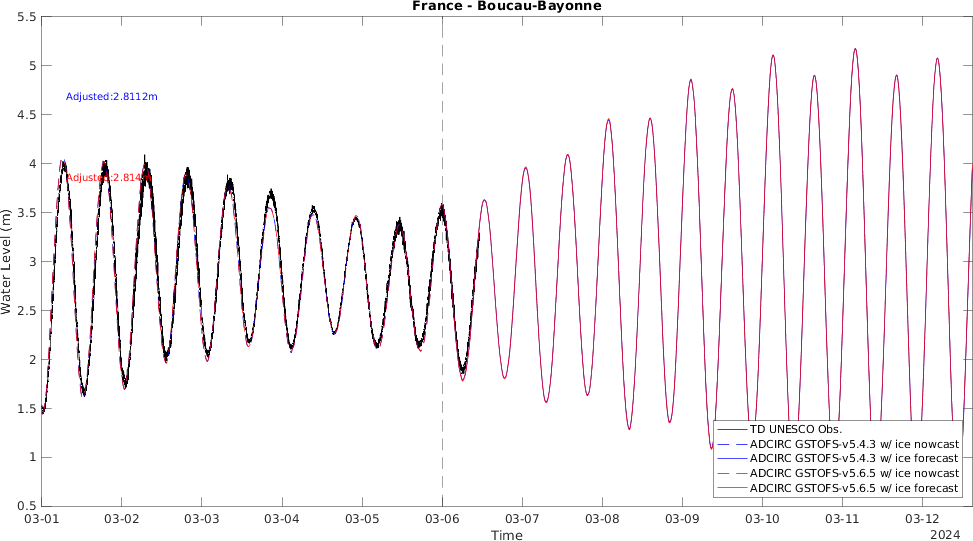 France - Boucau-Bayonne
5.5
5
4.5
4
3.5
3
2.5
2
1.5
1
0.5
Water Level (m)
Adjusted:2.8112m
TD UNESCO Obs.
ADCIRC GSTOFS-v5.4.3 w/ ice nowcast
ADCIRC GSTOFS-v5.4.3 w/ ice forecast
ADCIRC GSTOFS-v5.6.5 w/ ice nowcast
ADCIRC GSTOFS-v5.6.5 w/ ice forecast
03-01 03-02 03-03 03-04 03-05 03-06 03-07 03-08 03-09 03-10 03-11 03-12
Time
2024